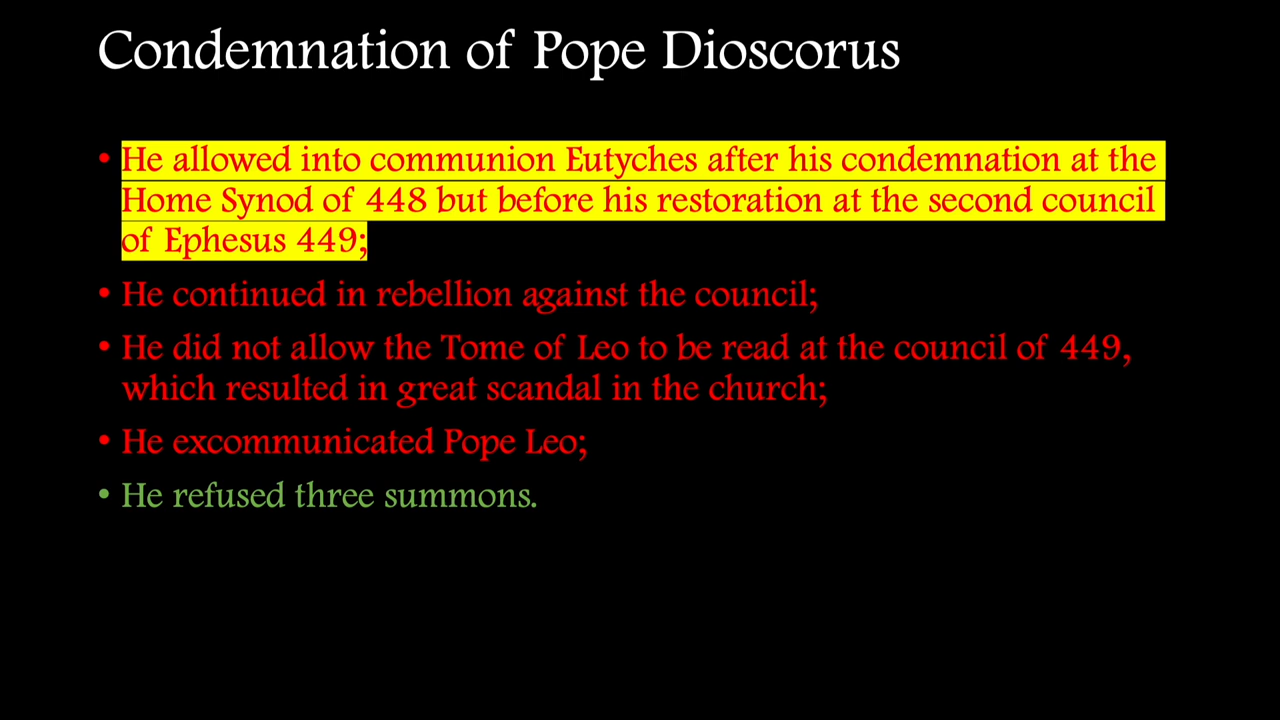 Condemnation of Pope Dioscorus
• He allowed into communion Eutyches after his condemnation at the
Home Synod of 448 but before his restoration at the second council
of Ephesus 449;
• He continued in rebellion against the council;
• He did not allow the Tome of Leo to be read at the council of 449,
which resulted in great scandal in the church;
• He excommunicated Pope Leo;
• He refused three summons.